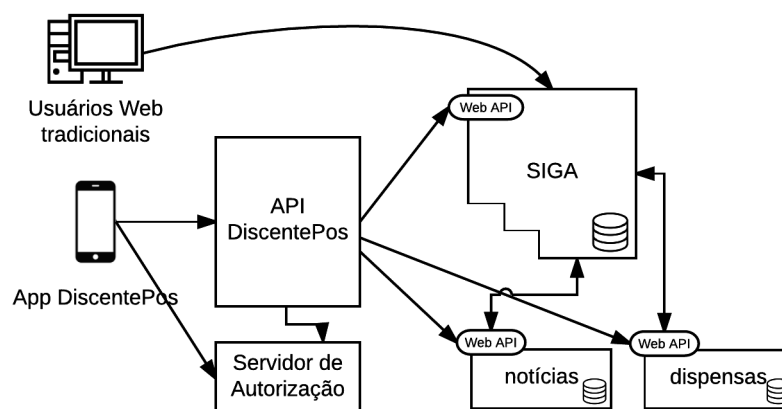 Usuários Web
tradicionais
Web API
SIGA
API
DiscentePos
App DiscentePos
Servidor de
Autorização
Web API
notícias
Web API
dispensas